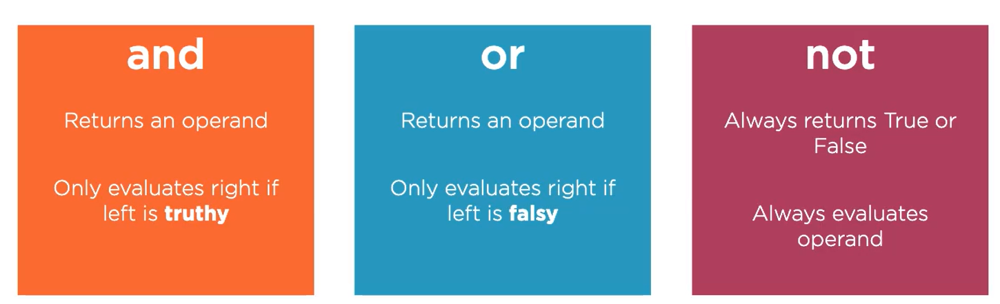 and
Returns an operand
Only evaluates right if
left is truthy
or
Returns an operand
Only evaluates right if
left is falsy
not
Always returns True or
False
Always evaluates
operand